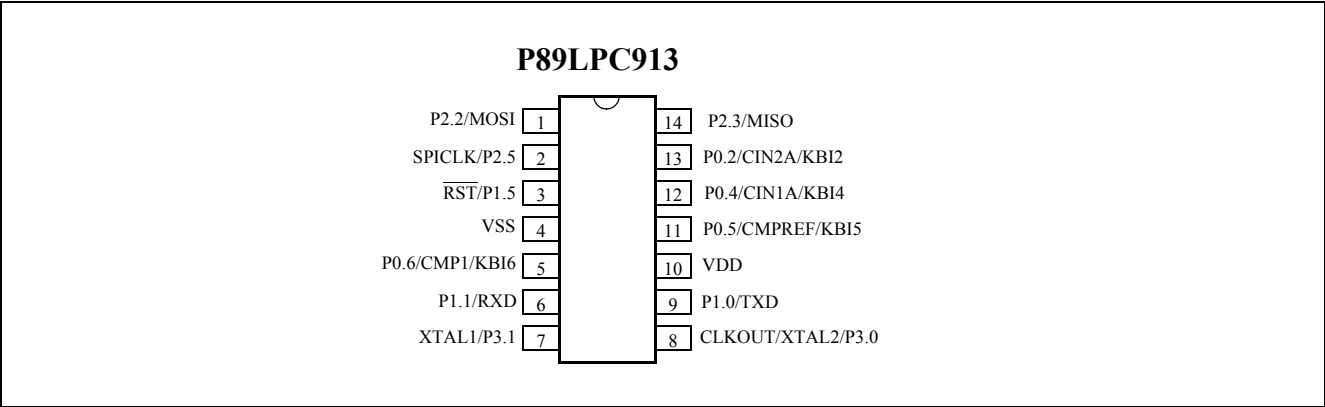 P89LPC913
P2.2/MOSI 1 14 P2.3/MISO
SPICLK/P2.5 2 13 P0.2/CIN2A/KBI2
RST/P1.5 3 12 P0.4/CIN1A/KBI4
VSS 4 11 P0.5/CMPREF/KBI5
P0.6/CMP1/KBI6 5 10 VDD
P1.1/RXD 6 9 P1.0/TXD
XTAL1/P3.1 7 8 CLKOUT/XTAL2/P3.0